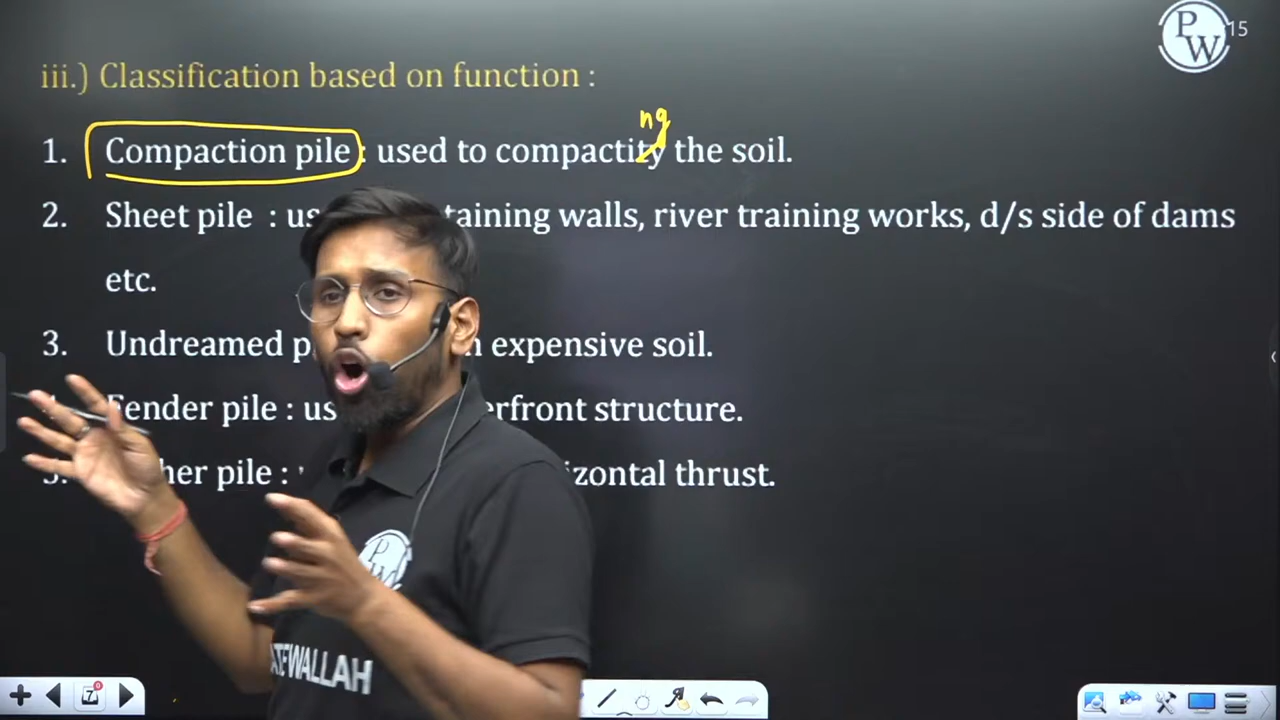 P
W
15
iii.) Classification based on function :
ng
1. Compaction pile : used to compactity the soil.
2. Sheet pile : us taining walls, river training works, d/s side of dams
etc.
3. Undreamed p n expensive soil.
Fender pile : us erfront structure.
her pile : izontal thrust.
P
W
ATEWALLAH
7